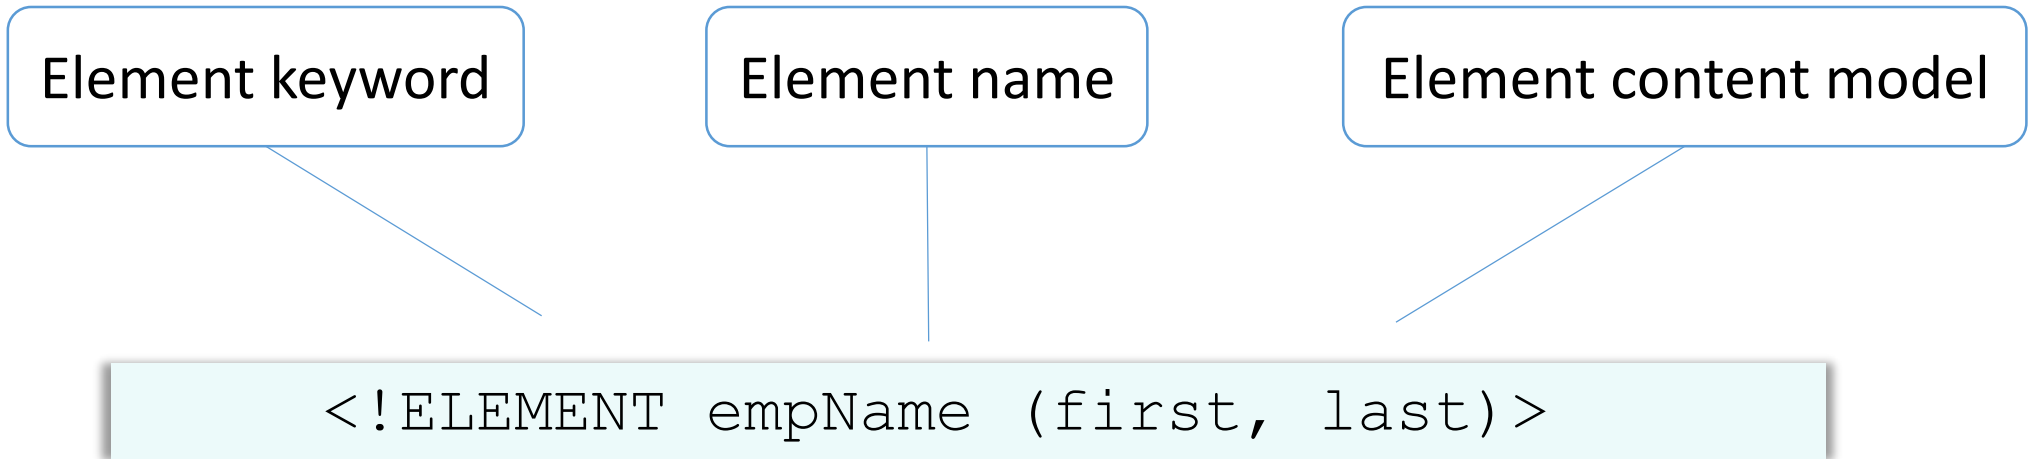 Element keyword
Element name
Element content model
<!ELEMENT empName (first, last)>